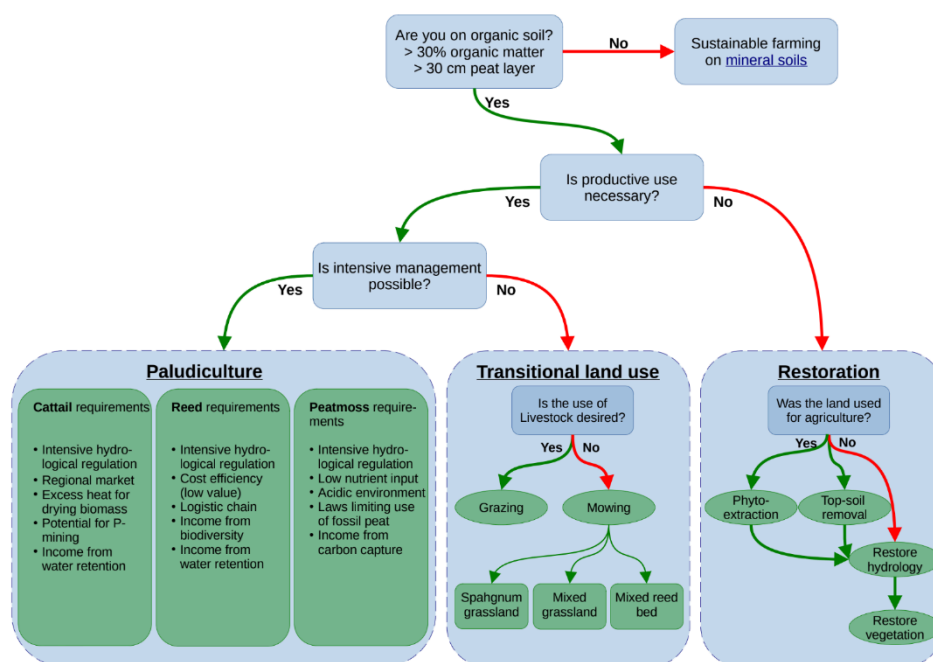 Are you on organic soil?
> 30% organic matter
> 30 cm peat layer
No
Sustainable farming
on mineral soils
Yes
Is productive use
necessary?
Yes
No
Is intensive management
possible?
Yes
No
Paludiculture
Cattail requirements
• Intensive hydro-
logical regulation
• Regional market
• Excess heat for
drying biomass
• Potential for P-
mining
• Income from
water retention
Reed requirements
• Intensive hydro-
logical regulation
• Cost efficiency
(low value)
• Logistic chain
• Income from
biodiversity
• Income from
water retention
Peatmoss require-
ments
• Intensive hydro-
logical regulation
• Low nutrient input
• Acidic environment
• Laws limiting use
of fossil peat
• Income from
carbon capture
Transitional land use
Is the use of
Livestock desired?
Yes
No
Grazing
Mowing
Spahgnum
grassland
Mixed
grassland
Mixed reed
bed
Restoration
Was the land used
for agriculture?
Yes
No
Phyto-
extraction
Top-soil
removal
Restore
hydrology
Restore
vegetation